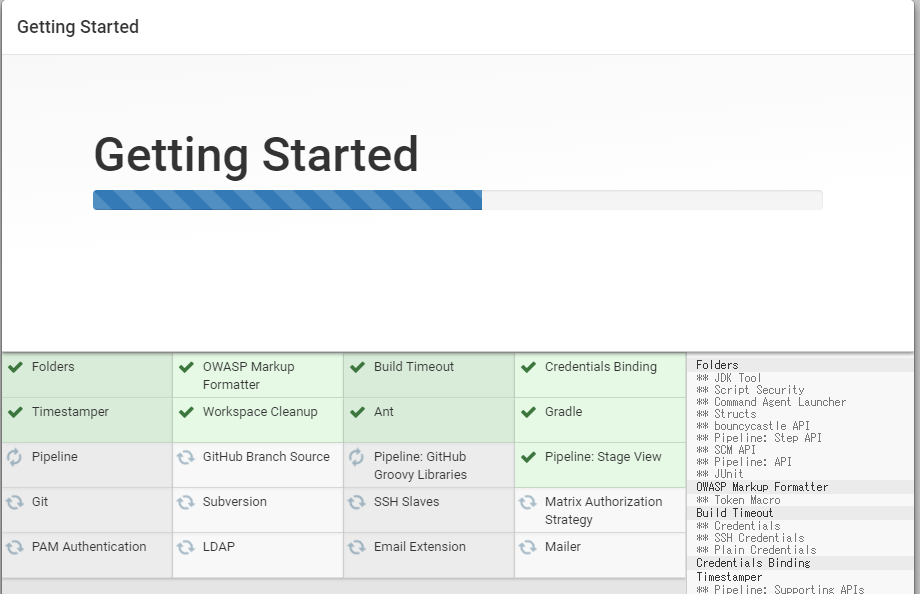 Getting Started
Getting Started
Folders
OWASP Markup
Formatter
Build Timeout
Credentials Binding
Timestamper
Workspace Cleanup
Ant
Gradle
Pipeline
GitHub Branch Source
Pipeline: GitHub
Groovy Libraries
Pipeline: Stage View
Git
Subversion
SSH Slaves
Matrix Authorization
Strategy
PAM Authentication
LDAP
Email Extension
Mailer
Folders
** JDK Tool
** Script Security
** Command Agent Launcher
** Structs
** bouncycastle API
** Pipeline: Step API
** SCM API
** Pipeline: API
** JUnit
OWASP Markup Formatter
** Token Macro
Build Timeout
** Credentials
** SSH Credentials
** Plain Credentials
Credentials Binding
Timestamper
** Pipeline: Supporting APIs